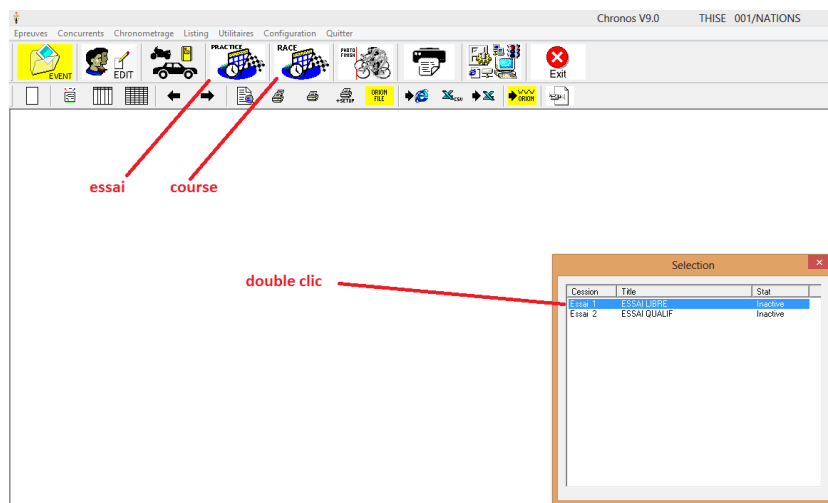 Chronos V9.0 THISE 001/NATIONS
Epreuves Concurrents Chronometrage Listing Utilitaires Configuration Quitter
EVENT
EDIT
PRACTICE
RACE
PHOTO
FINISH
Exit
+SETUP
ORION
FILE
CSV
ORION
essai
course
double clic
Selection
Cession Title Stat
Essai 1 ESSAI LIBRE Inactive
Essai 2 ESSAI QUALIF Inactive